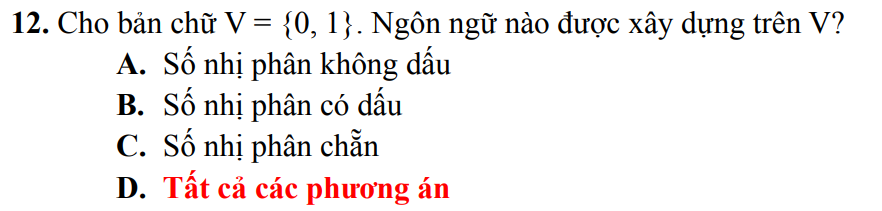 12. Cho bản chữ V = {0, 1}. Ngôn ngữ nào được xây dựng trên V?
A. Số nhị phân không dấu
B. Số nhị phân có dấu
C. Số nhị phân chẵn
D. Tất cả các phương án